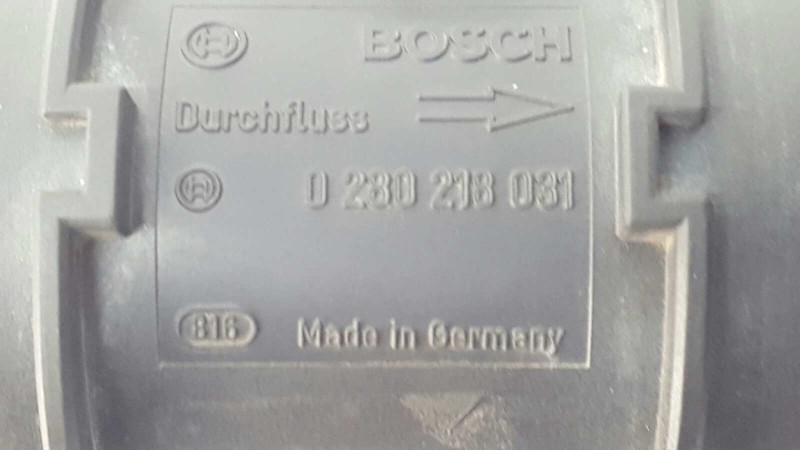 BOSCH
Durchfluss
0 280 218 031
816
Made in Germany